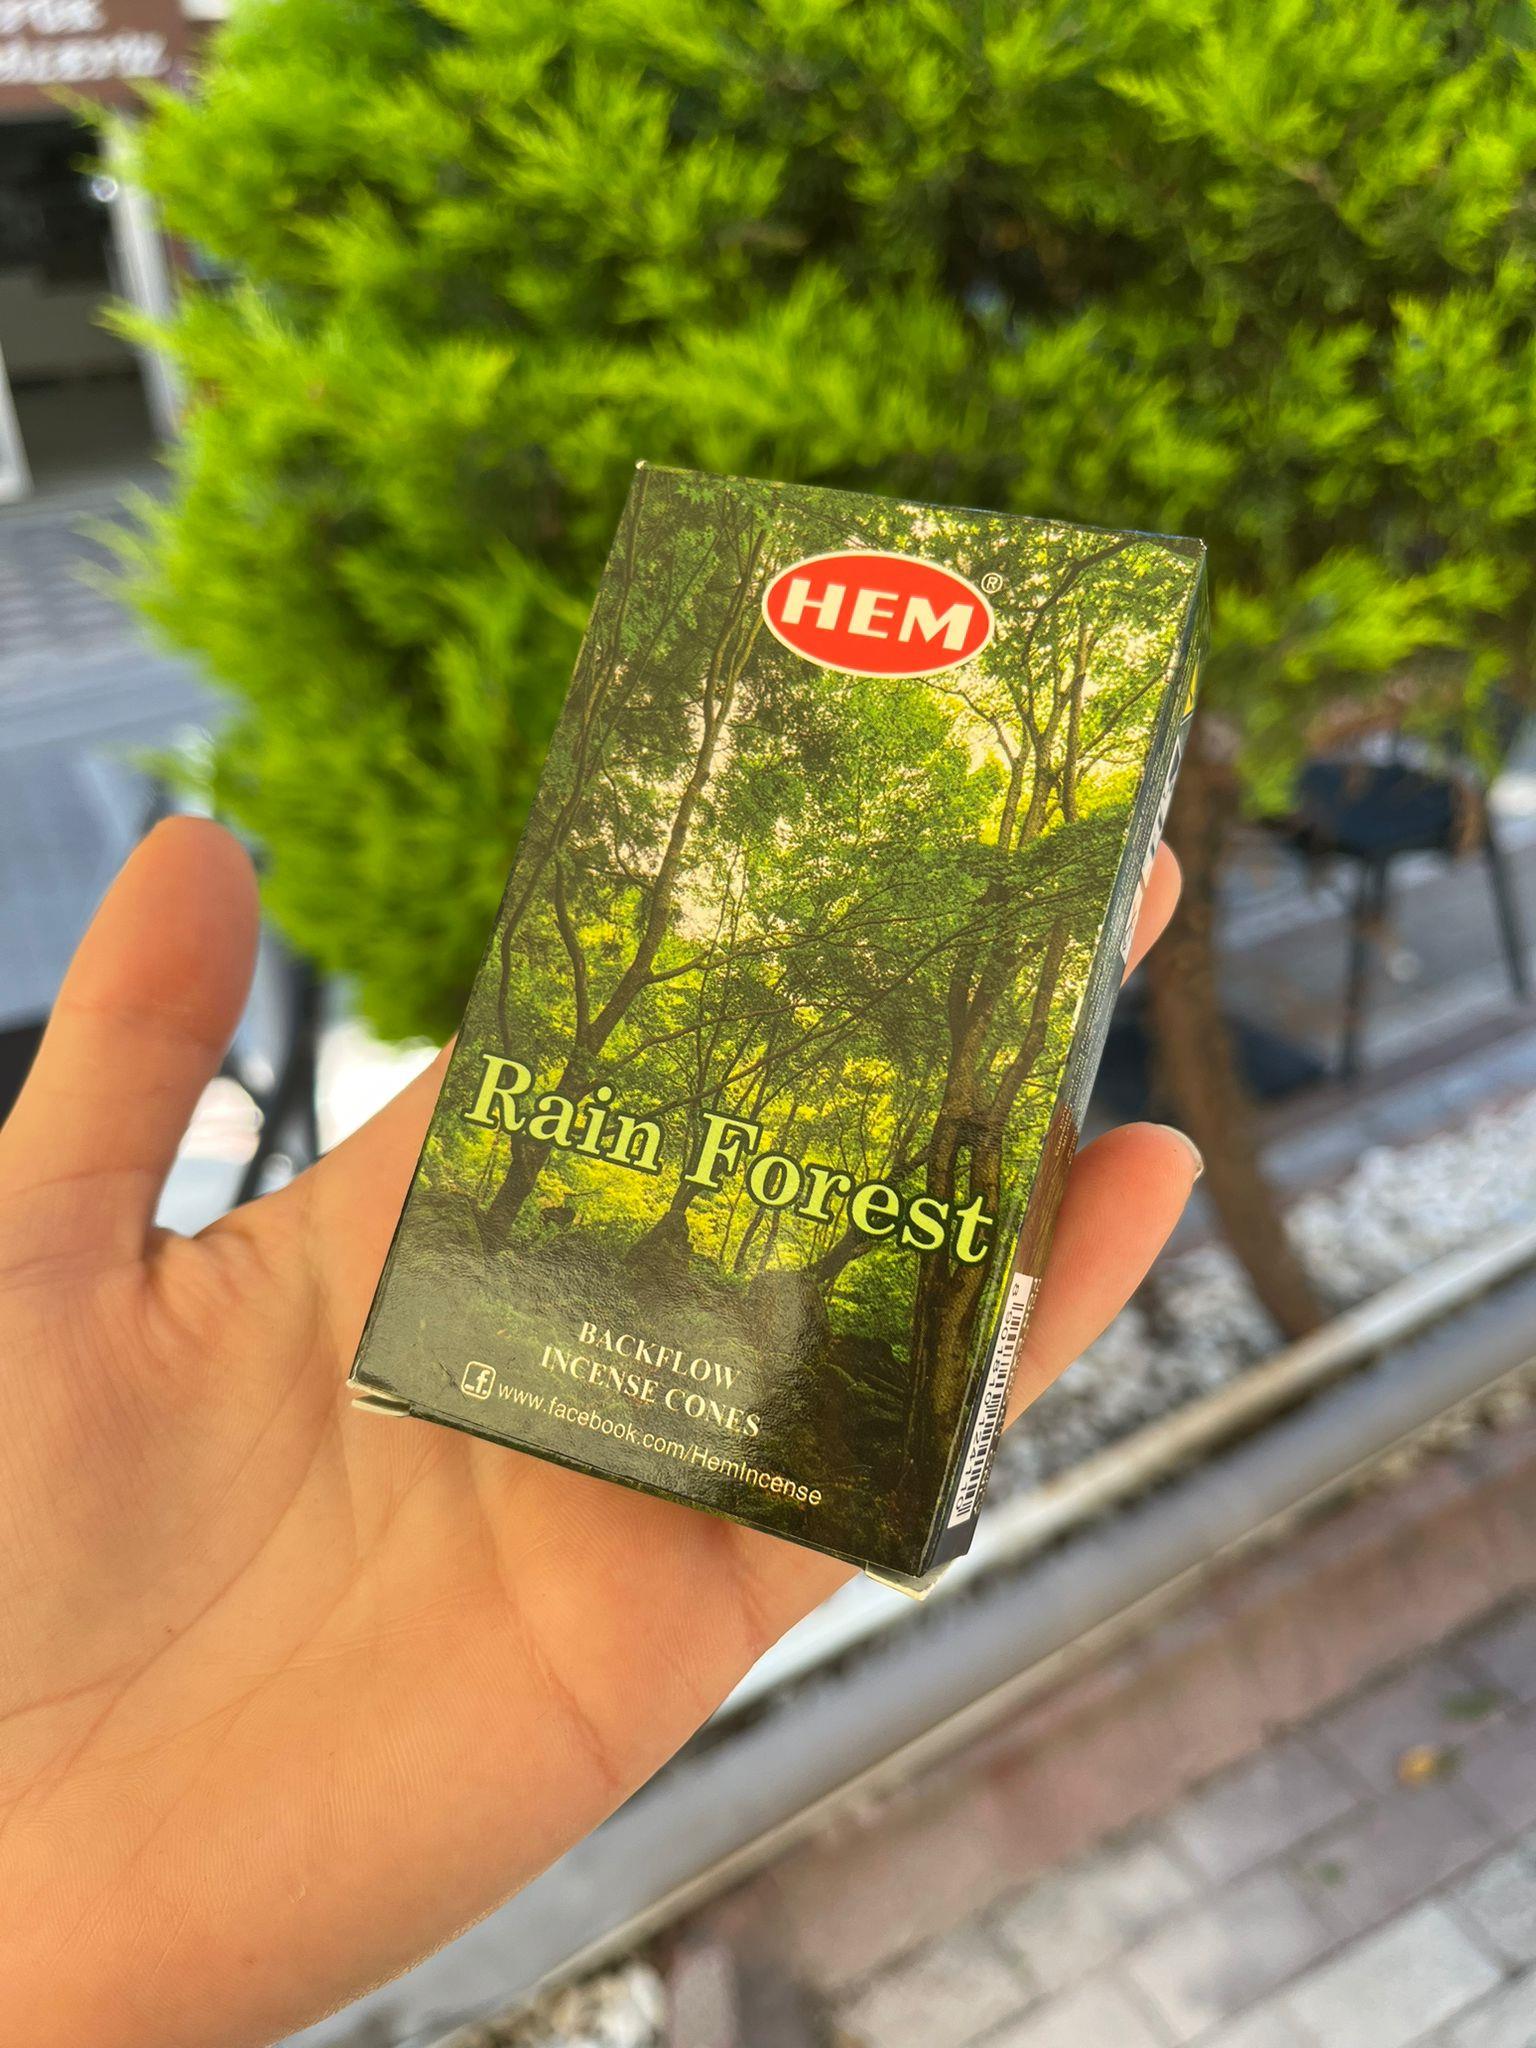 HEM®
Rain Forest
BACKFLOW
INCENSE CONES
www.facebook.com/HemIncense